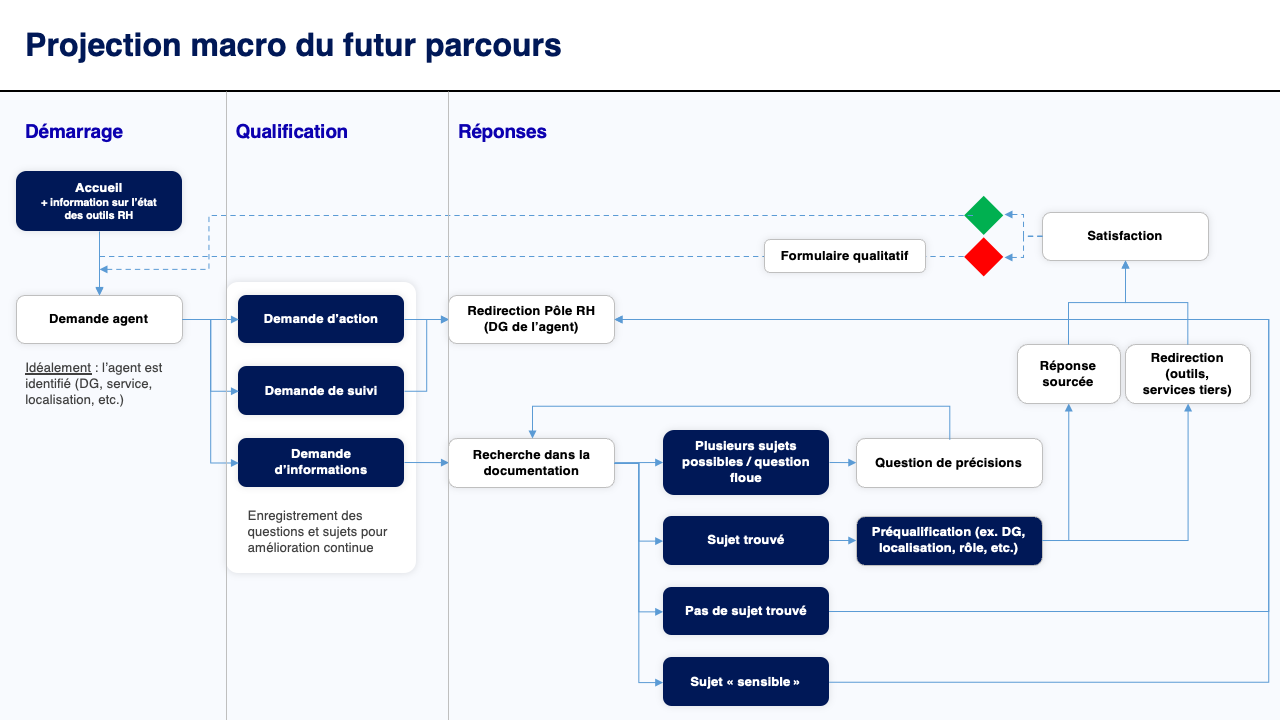 Projection macro du futur parcours
Démarrage
Qualification
Réponses
Accueil
+ information sur l'état
des outils RH
Satisfaction
Formulaire qualitatif
Demande agent
Idéalement : l'agent est
identifié (DG, service,
localisation, etc.)
Demande d'action
Demande de suivi
Demande
d'informations
Enregistrement des
questions et sujets pour
amélioration continue
Redirection Pôle RH
(DG de l'agent)
Réponse
sourcée
Redirection
(outils,
services tiers)
Recherche dans la
documentation
Plusieurs sujets
possibles / question
floue
Question de précisions
Sujet trouvé
Préqualification (ex. DG,
localisation, rôle, etc.)
Pas de sujet trouvé
Sujet « sensible »